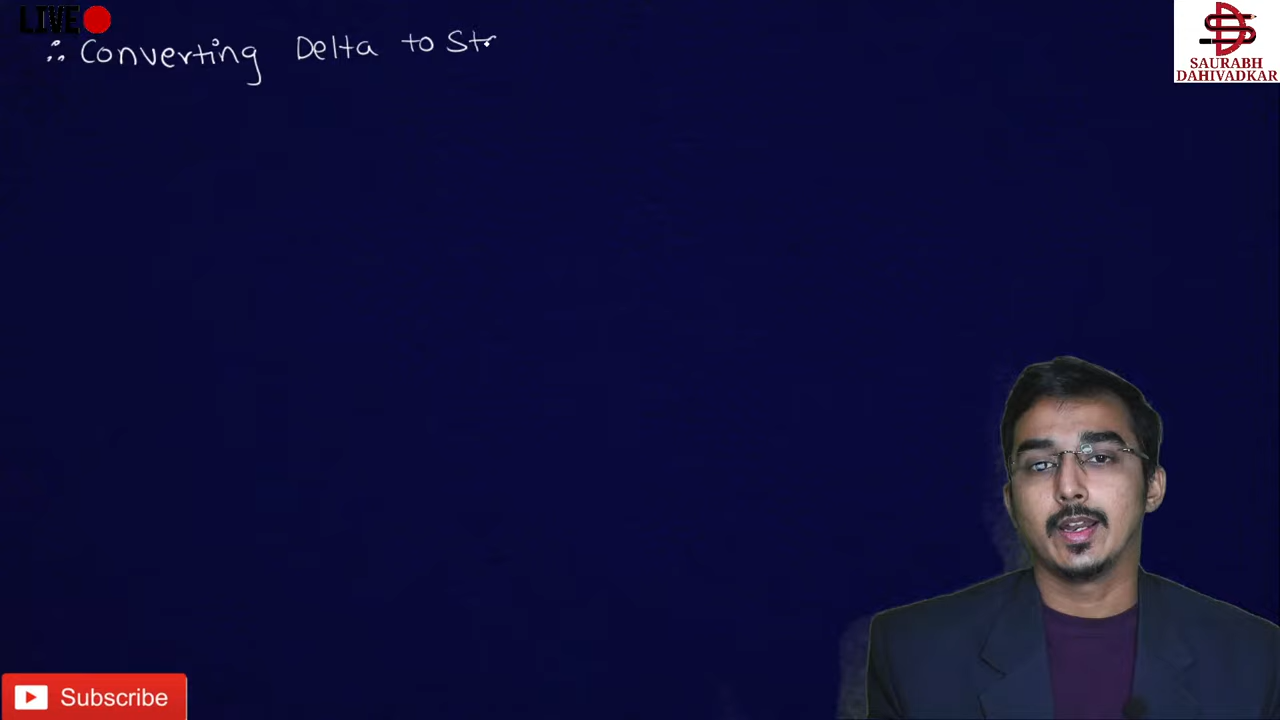 LIVE
∴ Converting Delta to Str
SAURABH
DAHIVADKAR
Subscribe